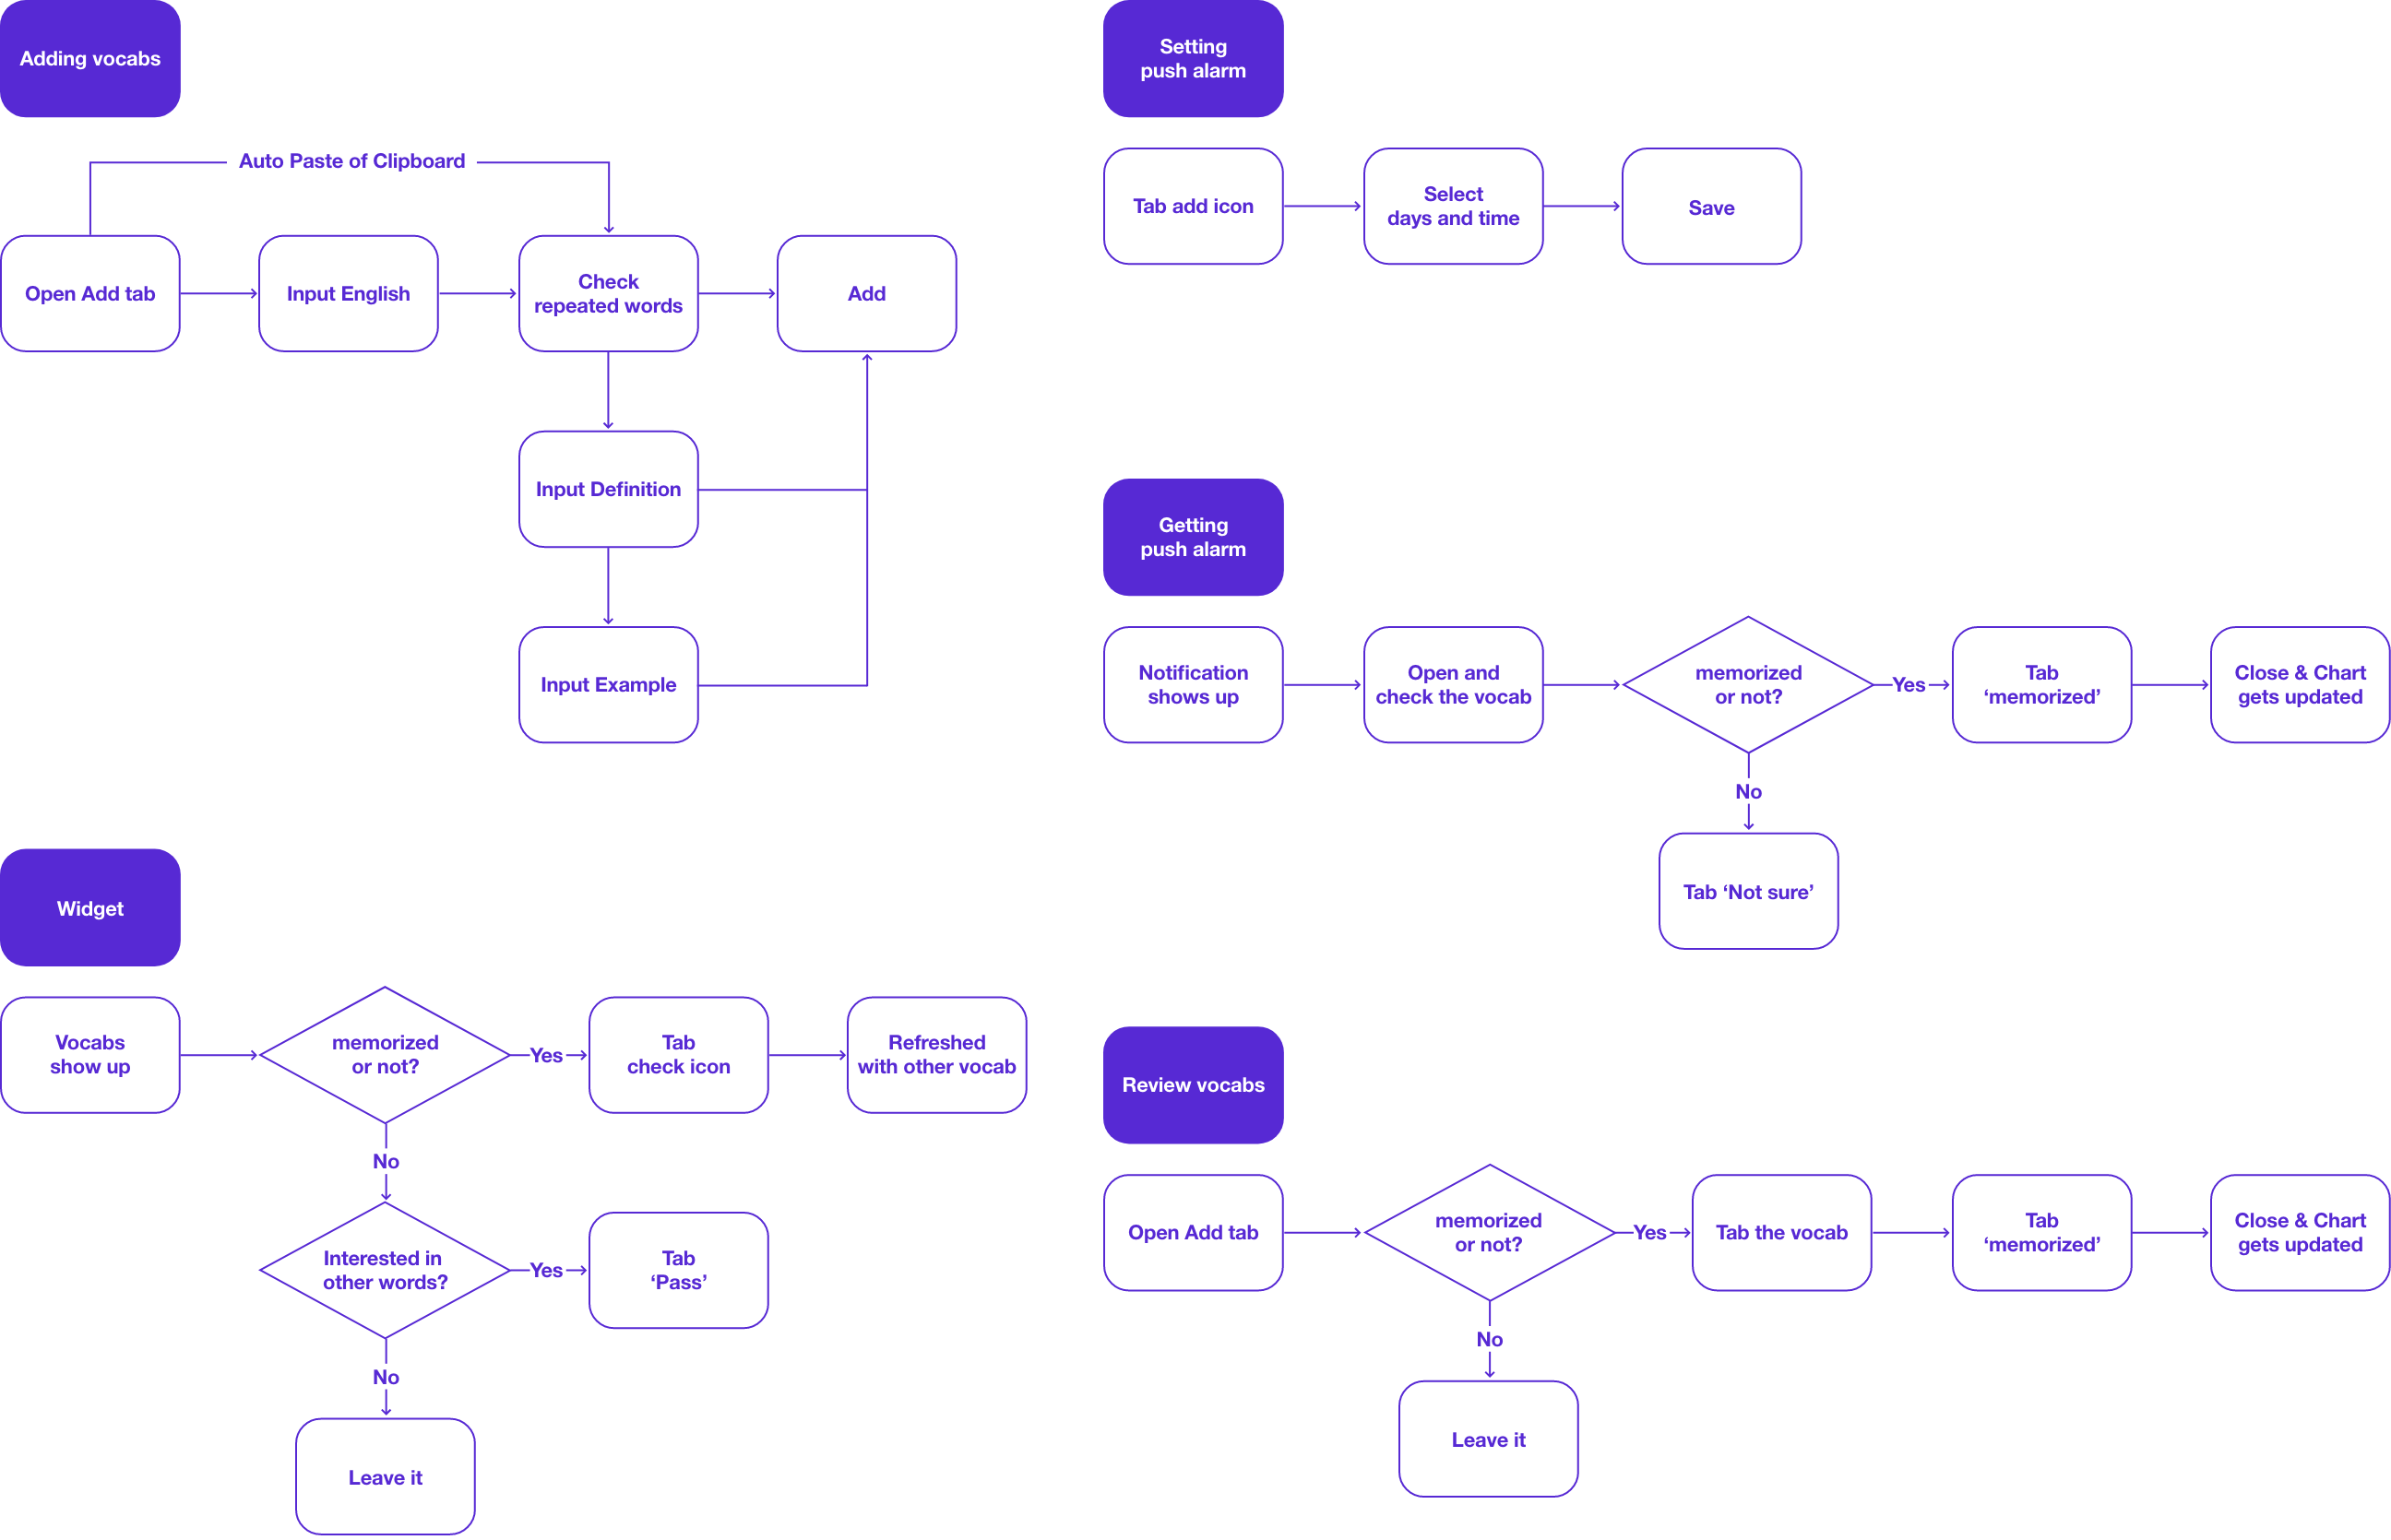 Adding vocabs
Auto Paste of Clipboard
Open Add tab
Input English
Check
repeated words
Add
Input Definition
Input Example
Setting
push alarm
Tab add icon
Select
days and time
Save
Getting
push alarm
Notification
shows up
Open and
check the vocab
memorized
or not?
Yes
Tab
‘memorized’
Close & Chart
gets updated
No
Tab ‘Not sure’
Widget
Vocabs
show up
memorized
or not?
Yes
Tab
check icon
Refreshed
with other vocab
No
Interested in
other words?
Yes
Tab
‘Pass’
No
Leave it
Review vocabs
Open Add tab
memorized
or not?
Yes
Tab the vocab
Tab
‘memorized’
Close & Chart
gets updated
No
Leave it